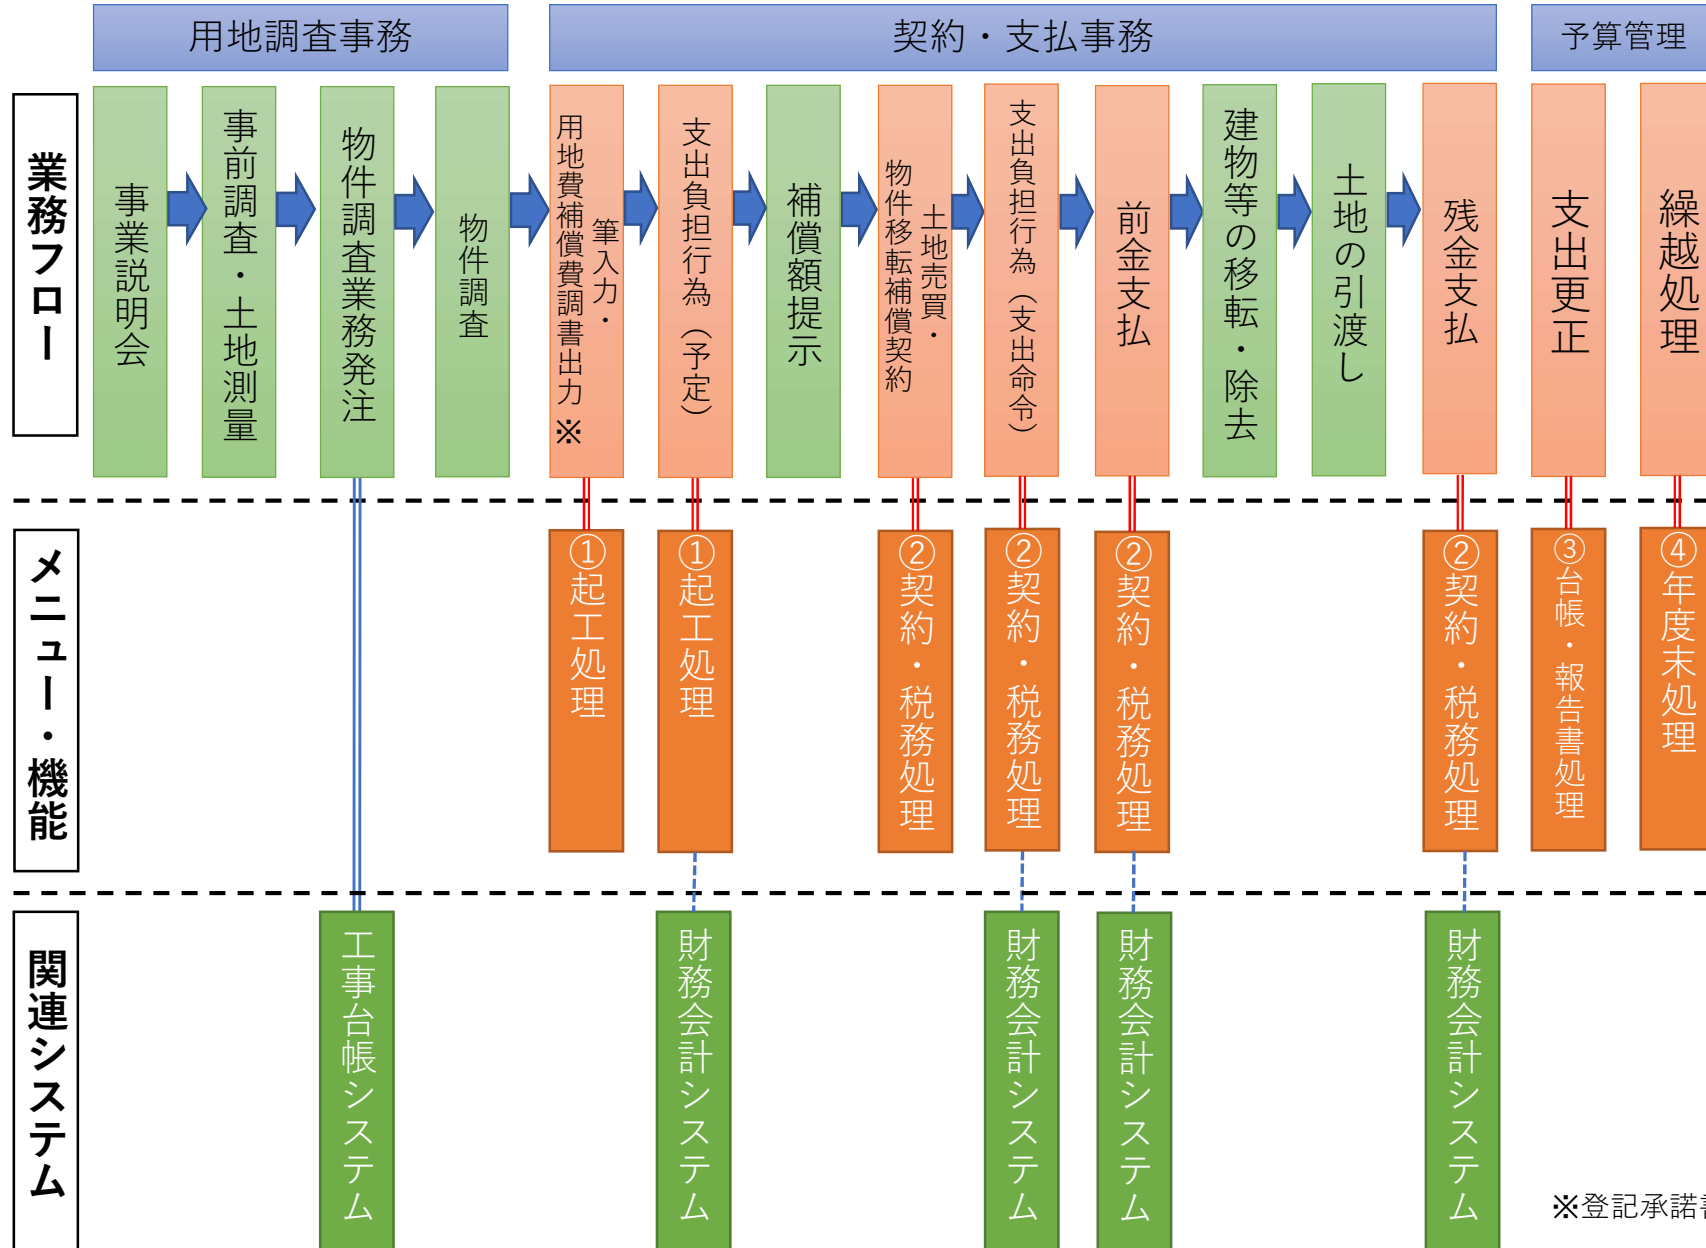 用地調査事務
契約・支払事務
予算管理
業務フロー
事業説明会
事前調査・土地測量
物件調査業務発注
物件調査
筆入力・
用地費補償費調書出力※
支出負担行為（予定）
補償額提示
土地売買・
物件移転補償契約
支出負担行為（支出命令）
前金支払
建物等の移転・除去
土地の引渡し
残金支払
支出更正
繰越処理
メニュー・機能
①起工処理
①起工処理
②契約・税務処理
②契約・税務処理
②契約・税務処理
②契約・税務処理
③台帳・報告書処理
④年度末処理
関連システム
工事台帳システム
財務会計システム
財務会計システム
財務会計システム
財務会計システム
※登記承諾書